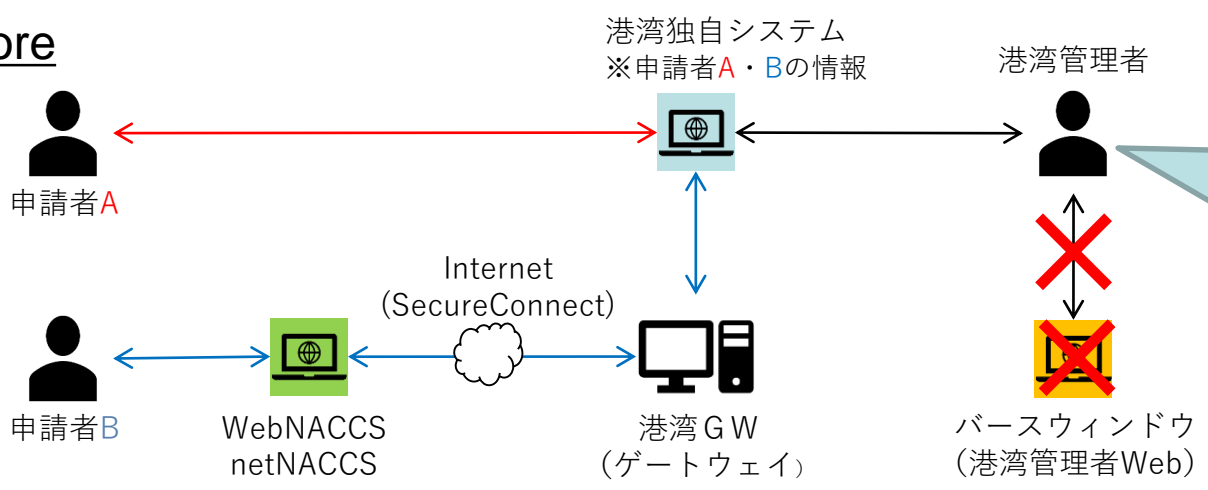 ore
港湾独自システム
※申請者A・Bの情報
港湾管理者
申請者A
Internet
(SecureConnect)
申請者B
WebNACCS
netNACCS
港湾ＧＷ
(ゲートウェイ)
バースウィンドウ
(港湾管理者Web)